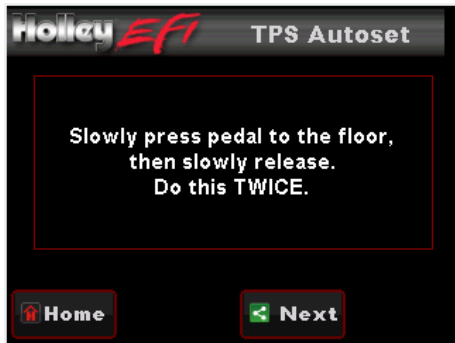 Holley EFI TPS Autoset
Slowly press pedal to the floor,
then slowly release.
Do this TWICE.
Home Next